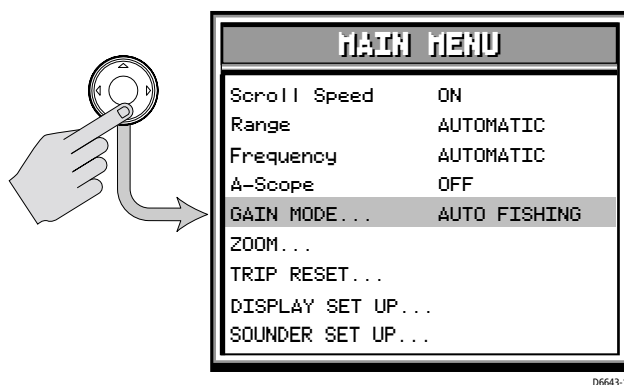 MAIN MENU
Scroll Speed ON
Range AUTOMATIC
Frequency AUTOMATIC
A-Scope OFF
GAIN MODE... AUTO FISHING
ZOOM...
TRIP RESET...
DISPLAY SET UP...
SOUNDER SET UP...